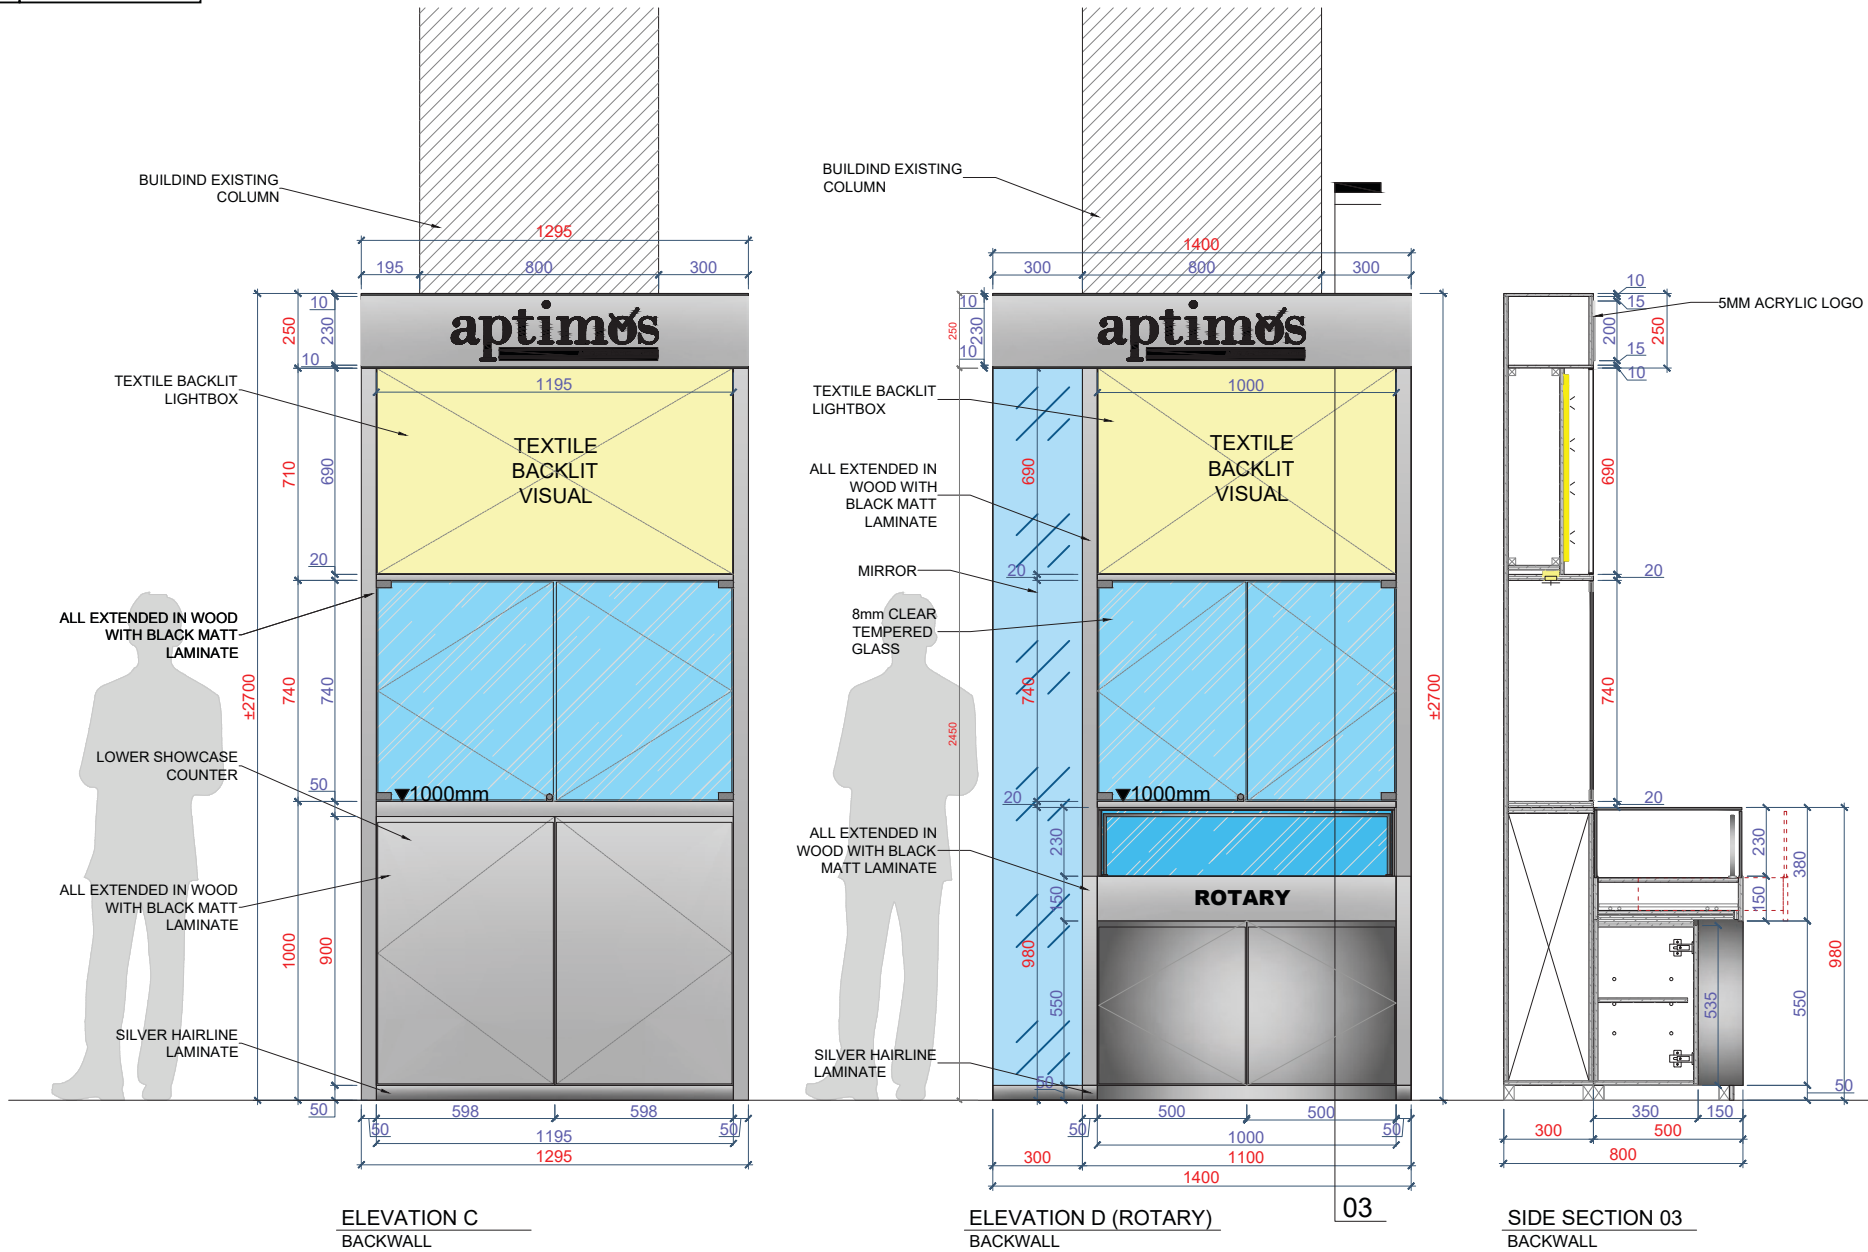 BUILDIND EXISTING
COLUMN
1295
195
800
300
10
250
230
10
aptimos
TEXTILE BACKLIT
LIGHTBOX
1195
TEXTILE
BACKLIT
VISUAL
710
690
20
ALL EXTENDED IN WOOD
WITH BLACK MATT
LAMINATE
±2700
740
740
LOWER SHOWCASE
COUNTER
50
▼1000mm
ALL EXTENDED IN WOOD
WITH BLACK MATT
LAMINATE
1000
900
SILVER HAIRLINE
LAMINATE
50
598
598
50
50
1195
1295
ELEVATION C
BACKWALL
BUILDIND EXISTING
COLUMN
1400
300
800
300
10
250
230
10
aptimos
TEXTILE BACKLIT
LIGHTBOX
1000
TEXTILE
BACKLIT
VISUAL
ALL EXTENDED IN
WOOD WITH
BLACK MATT
LAMINATE
690
20
MIRROR
8mm CLEAR
TEMPERED
GLASS
740
2450
±2700
20
▼1000mm
ALL EXTENDED IN
WOOD WITH BLACK
MATT LAMINATE
230
150
ROTARY
980
550
SILVER HAIRLINE
LAMINATE
50
500
500
50
50
1000
300
1100
1400
03
ELEVATION D (ROTARY)
BACKWALL
10
15
5MM ACRYLIC LOGO
200
250
15
10
690
20
740
20
230
380
150
980
535
550
50
350
150
300
500
800
SIDE SECTION 03
BACKWALL